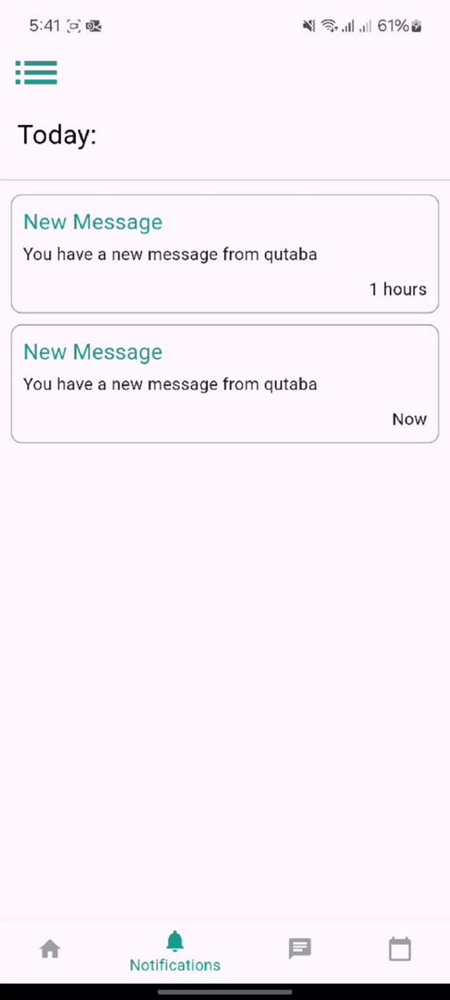 5:41 61%
Today:
New Message
You have a new message from qutaba
1 hours
New Message
You have a new message from qutaba
Now
Notifications